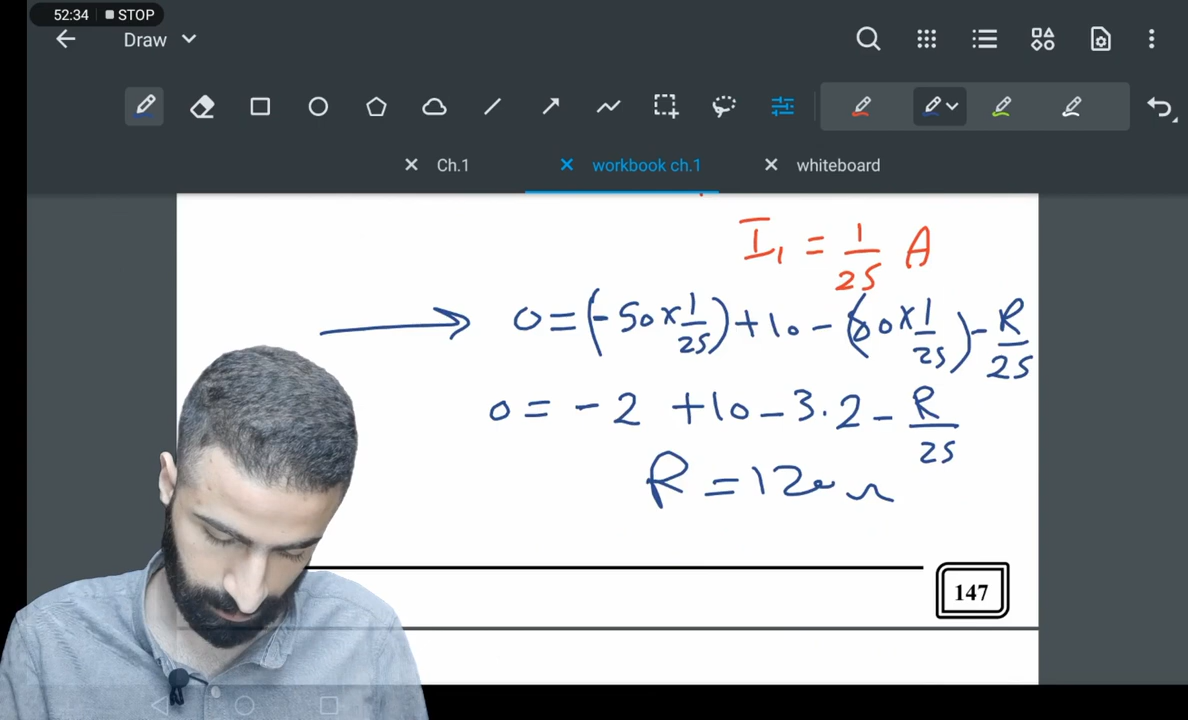 52:34 STOP
Draw
Ch.1 workbook ch.1 whiteboard
I₁ = 1/25 A
0 = (-50×1/25) + 10 - (80×1/25) - R/25
0 = -2 + 10 - 3.2 - R/25
R = 120 Ω
147